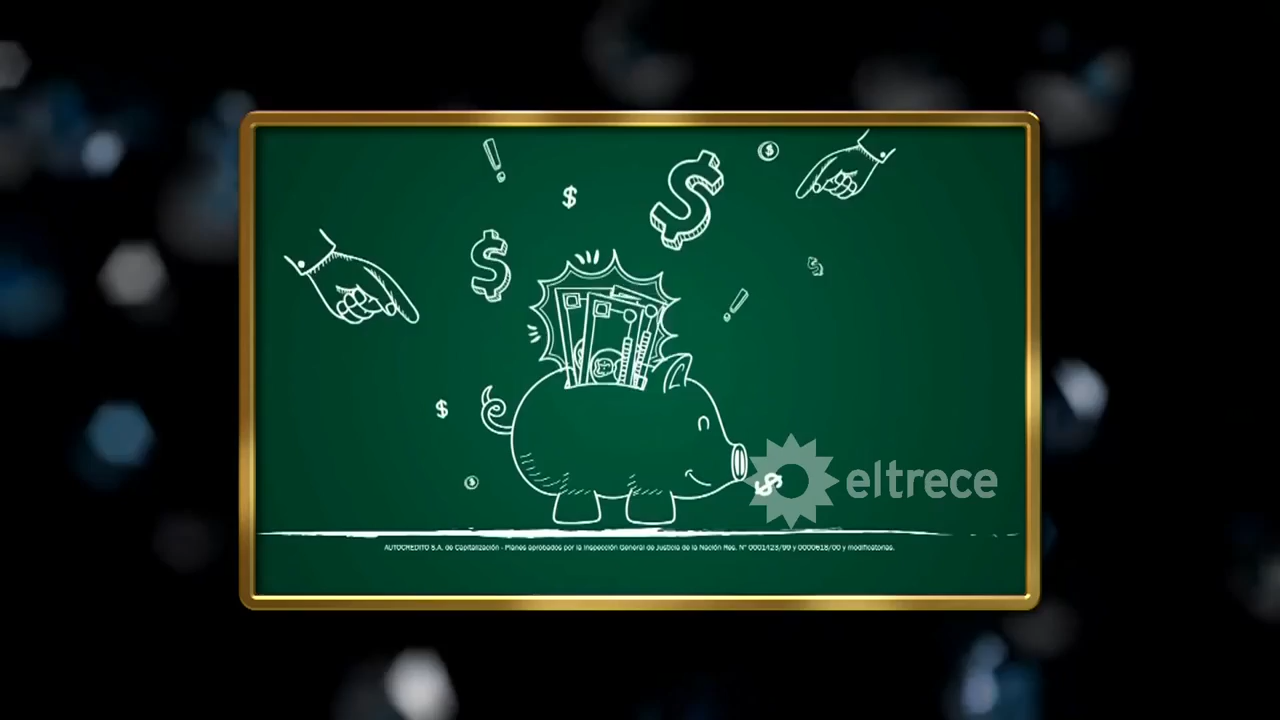 eltrece
AUTOCREDITO S.A. de Capitalización - Planes aprobados por la Inspección General de Justicia de la Nación Res. N° 0001423/99 y 0000618/00 y modificatorias.